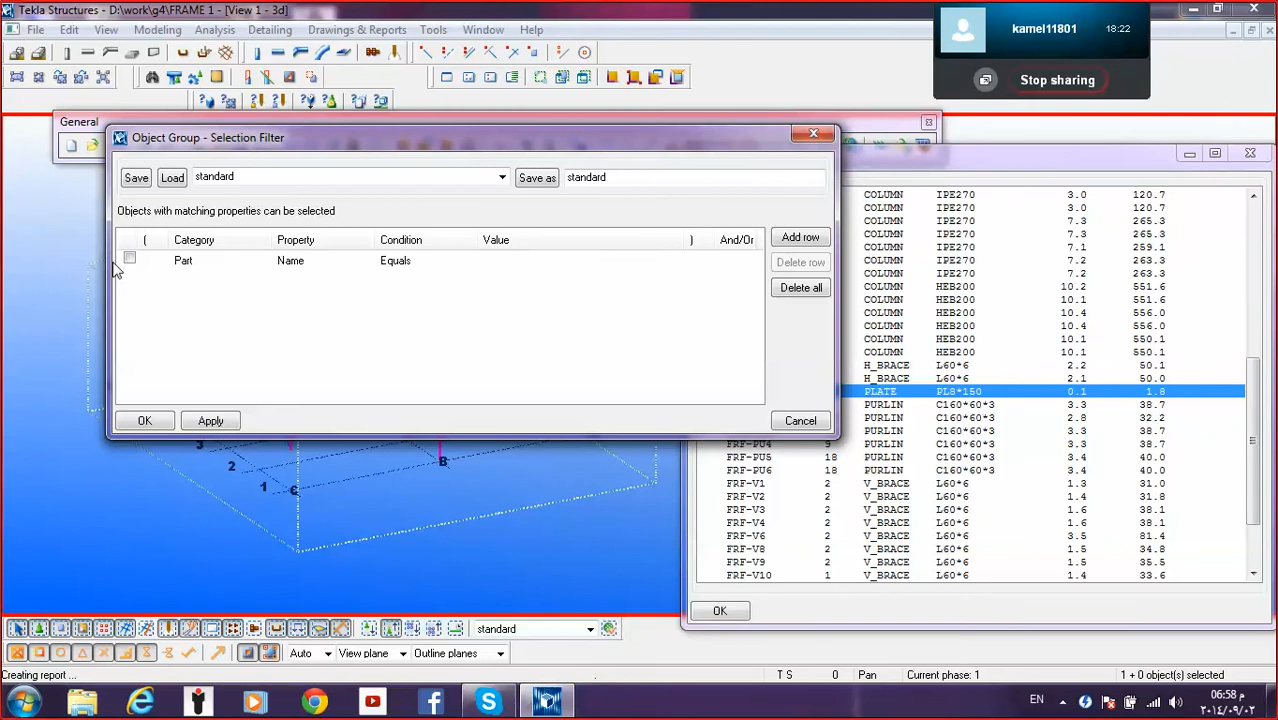 Tekla Structures - D:\work\g4\FRAME 1 - [View 1 - 3d]
File Edit View Modeling Analysis Detailing Drawings & Reports Tools Window Help
kamel11801 18:22
Stop sharing
General
Object Group - Selection Filter
Save Load standard Save as standard
Objects with matching properties can be selected
( Category Property Condition Value ) And/Or
Part Name Equals
Add row
Delete row
Delete all
OK Apply Cancel
COLUMN IPE270 3.0 120.7
COLUMN IPE270 3.0 120.7
COLUMN IPE270 7.3 265.3
COLUMN IPE270 7.3 265.3
COLUMN IPE270 7.1 259.1
COLUMN IPE270 7.2 263.3
COLUMN IPE270 7.2 263.3
COLUMN HEB200 10.2 551.6
COLUMN HEB200 10.1 551.6
COLUMN HEB200 10.4 556.0
COLUMN HEB200 10.4 556.0
COLUMN HEB200 10.1 550.1
COLUMN HEB200 10.1 550.1
H_BRACE L60*6 2.2 50.1
H_BRACE L60*6 2.1 50.0
PLATE PL8*150 0.1 1.8
PURLIN C160*60*3 3.3 38.7
PURLIN C160*60*3 2.8 32.2
PURLIN C160*60*3 3.3 38.7
FRF-PU4 9 PURLIN C160*60*3 3.3 38.7
FRF-PU5 18 PURLIN C160*60*3 3.4 40.0
FRF-PU6 18 PURLIN C160*60*3 3.4 40.0
FRF-V1 2 V_BRACE L60*6 1.3 31.0
FRF-V2 2 V_BRACE L60*6 1.4 31.8
FRF-V3 2 V_BRACE L60*6 1.6 38.1
FRF-V4 2 V_BRACE L60*6 1.6 38.1
FRF-V6 2 V_BRACE L60*6 3.5 81.4
FRF-V8 2 V_BRACE L60*6 1.5 34.8
FRF-V9 2 V_BRACE L60*6 1.5 35.5
FRF-V10 1 V_BRACE L60*6 1.4 33.6
OK
3
2
B
1 C
standard
Auto View plane Outline planes
Creating report... T S 0 Pan Current phase: 1 1 + 0 object(s) selected
EN
06:58 م
٢٠١٤/٠٩/٠٢